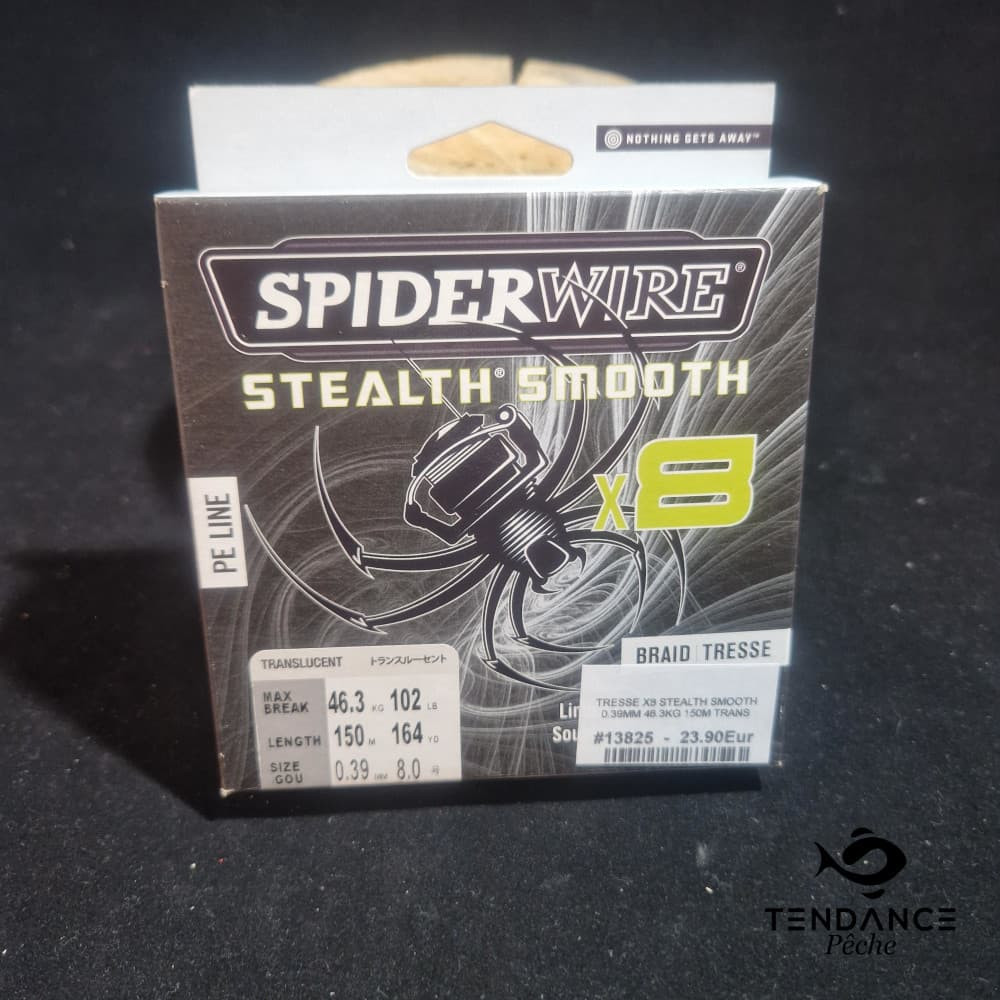 NOTHING GETS AWAY™
SPIDERWIRE®
STEALTH® SMOOTH
x8
PE LINE
BRAID | TRESSE
TRANSLUCENT トランスルーセント
MAX BREAK 46.3 KG 102 LB
LENGTH 150 M 164 YD
SIZE GOU 0.39 MM 8.0 号
TRESSE X8 STEALTH SMOOTH
0.39MM 46.3KG 150M TRANS
#13825 - 23.90Eur
TENDANCE
Pêche